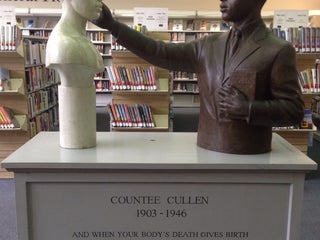 COUNTEE CULLEN
1903 - 1946
AND WHEN YOUR BODY'S DEATH GIVES BIRTH